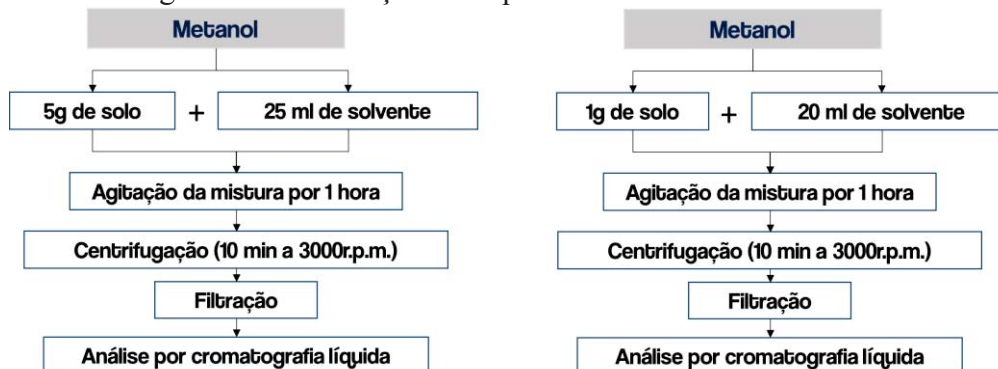 Metanol
5g de solo + 25 ml de solvente
Agitação da mistura por 1 hora
Centrifugação (10 min a 3000r.p.m.)
Filtração
Análise por cromatografia líquida
Metanol
1g de solo + 20 ml de solvente
Agitação da mistura por 1 hora
Centrifugação (10 min a 3000r.p.m.)
Filtração
Análise por cromatografia líquida